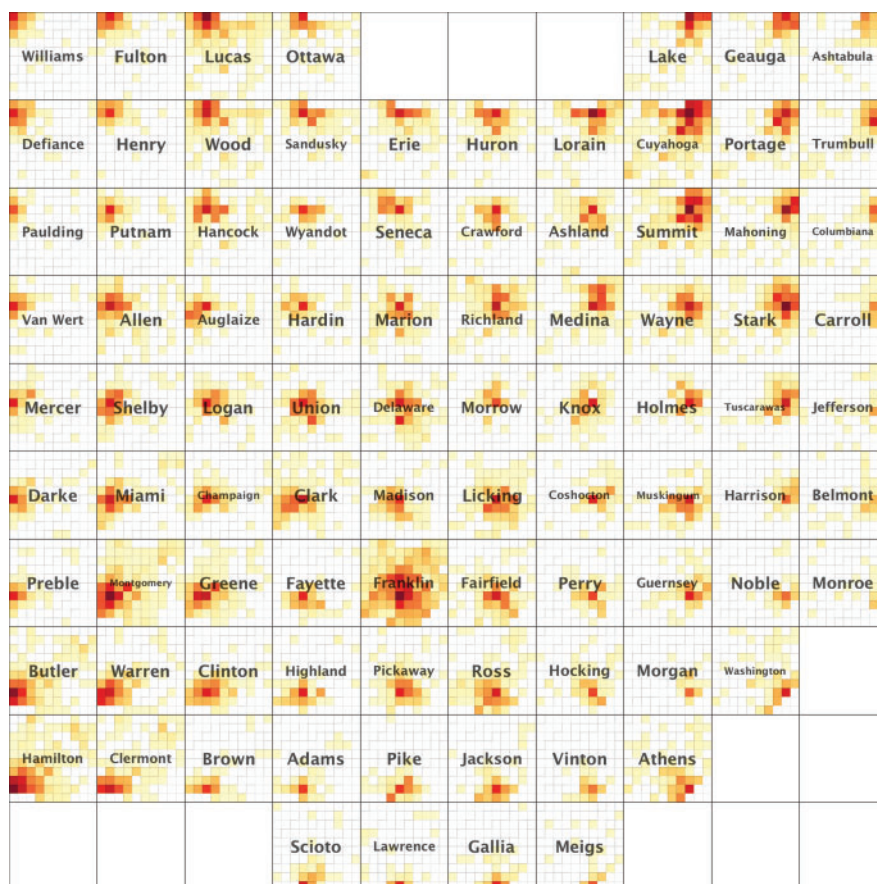 Williams Fulton Lucas Ottawa Lake Geauga Ashtabula
Defiance Henry Wood Sandusky Erie Huron Lorain Cuyahoga Portage Trumbull
Paulding Putnam Hancock Wyandot Seneca Crawford Ashland Summit Mahoning Columbiana
Van Wert Allen Auglaize Hardin Marion Richland Medina Wayne Stark Carroll
Mercer Shelby Logan Union Delaware Morrow Knox Holmes Tuscarawas Jefferson
Darke Miami Champaign Clark Madison Licking Coshocton Muskingum Harrison Belmont
Preble Montgomery Greene Fayette Franklin Fairfield Perry Guernsey Noble Monroe
Butler Warren Clinton Highland Pickaway Ross Hocking Morgan Washington
Hamilton Clermont Brown Adams Pike Jackson Vinton Athens
Scioto Lawrence Gallia Meigs